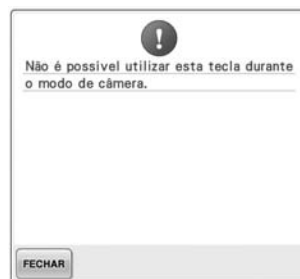 Não é possível utilizar esta tecla durante
o modo de câmera.
FECHAR